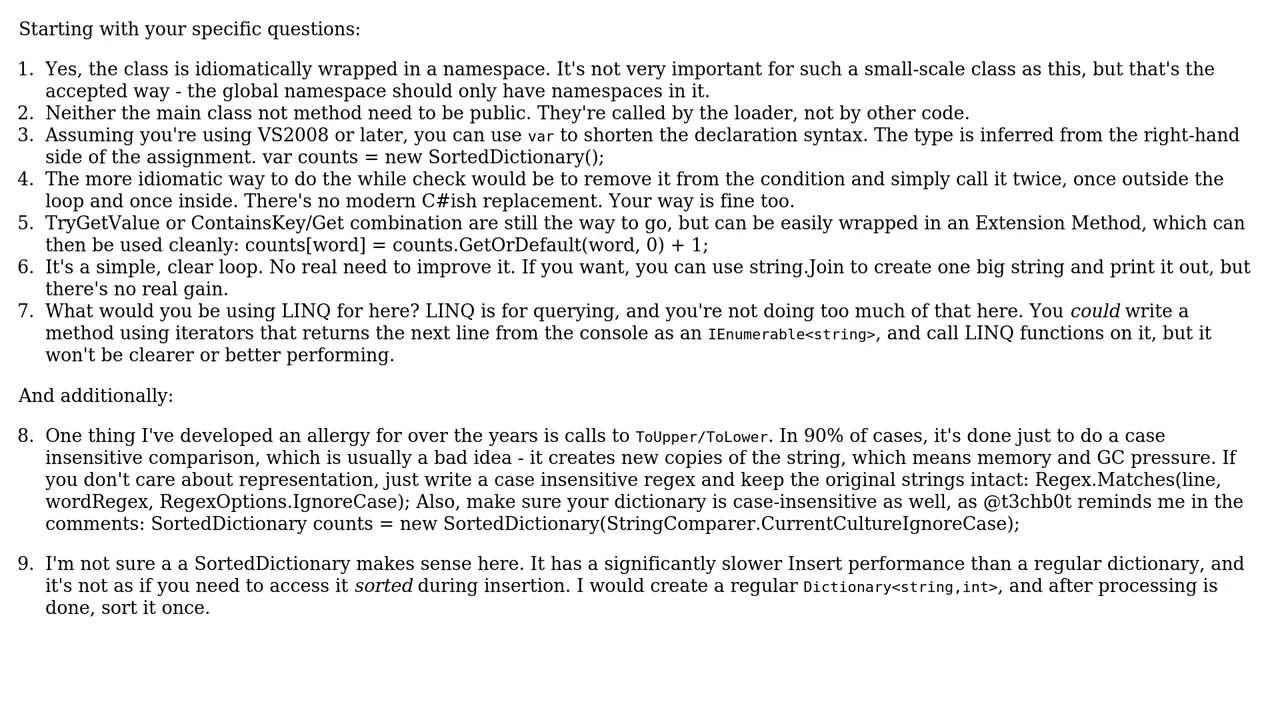 Starting with your specific questions:
1. Yes, the class is idiomatically wrapped in a namespace. It's not very important for such a small-scale class as this, but that's the
accepted way - the global namespace should only have namespaces in it.
2. Neither the main class not method need to be public. They're called by the loader, not by other code.
3. Assuming you're using VS2008 or later, you can use var to shorten the declaration syntax. The type is inferred from the right-hand
side of the assignment. var counts = new SortedDictionary();
4. The more idiomatic way to do the while check would be to remove it from the condition and simply call it twice, once outside the
loop and once inside. There's no modern C#ish replacement. Your way is fine too.
5. TryGetValue or ContainsKey/Get combination are still the way to go, but can be easily wrapped in an Extension Method, which can
then be used cleanly: counts[word] = counts.GetOrDefault(word, 0) + 1;
6. It's a simple, clear loop. No real need to improve it. If you want, you can use string.Join to create one big string and print it out, but
there's no real gain.
7. What would you be using LINQ for here? LINQ is for querying, and you're not doing too much of that here. You could write a
method using iterators that returns the next line from the console as an IEnumerable<string>, and call LINQ functions on it, but it
won't be clearer or better performing.
And additionally:
8. One thing I've developed an allergy for over the years is calls to ToUpper/ToLower. In 90% of cases, it's done just to do a case
insensitive comparison, which is usually a bad idea - it creates new copies of the string, which means memory and GC pressure. If
you don't care about representation, just write a case insensitive regex and keep the original strings intact: Regex.Matches(line,
wordRegex, RegexOptions.IgnoreCase); Also, make sure your dictionary is case-insensitive as well, as @t3chb0t reminds me in the
comments: SortedDictionary counts = new SortedDictionary(StringComparer.CurrentCultureIgnoreCase);
9. I'm not sure a a SortedDictionary makes sense here. It has a significantly slower Insert performance than a regular dictionary, and
it's not as if you need to access it sorted during insertion. I would create a regular Dictionary<string,int>, and after processing is
done, sort it once.